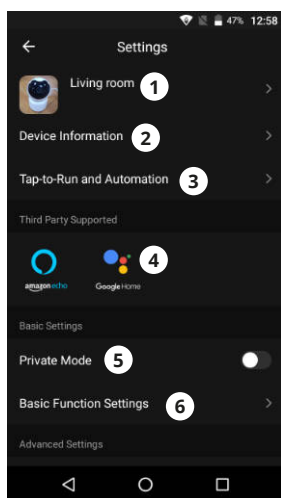 47% 12:58
Settings
Living room 1
Device Information 2
Tap-to-Run and Automation 3
Third Party Supported
4
amazon echo Google Home
Basic Settings
Private Mode 5
Basic Function Settings 6
Advanced Settings